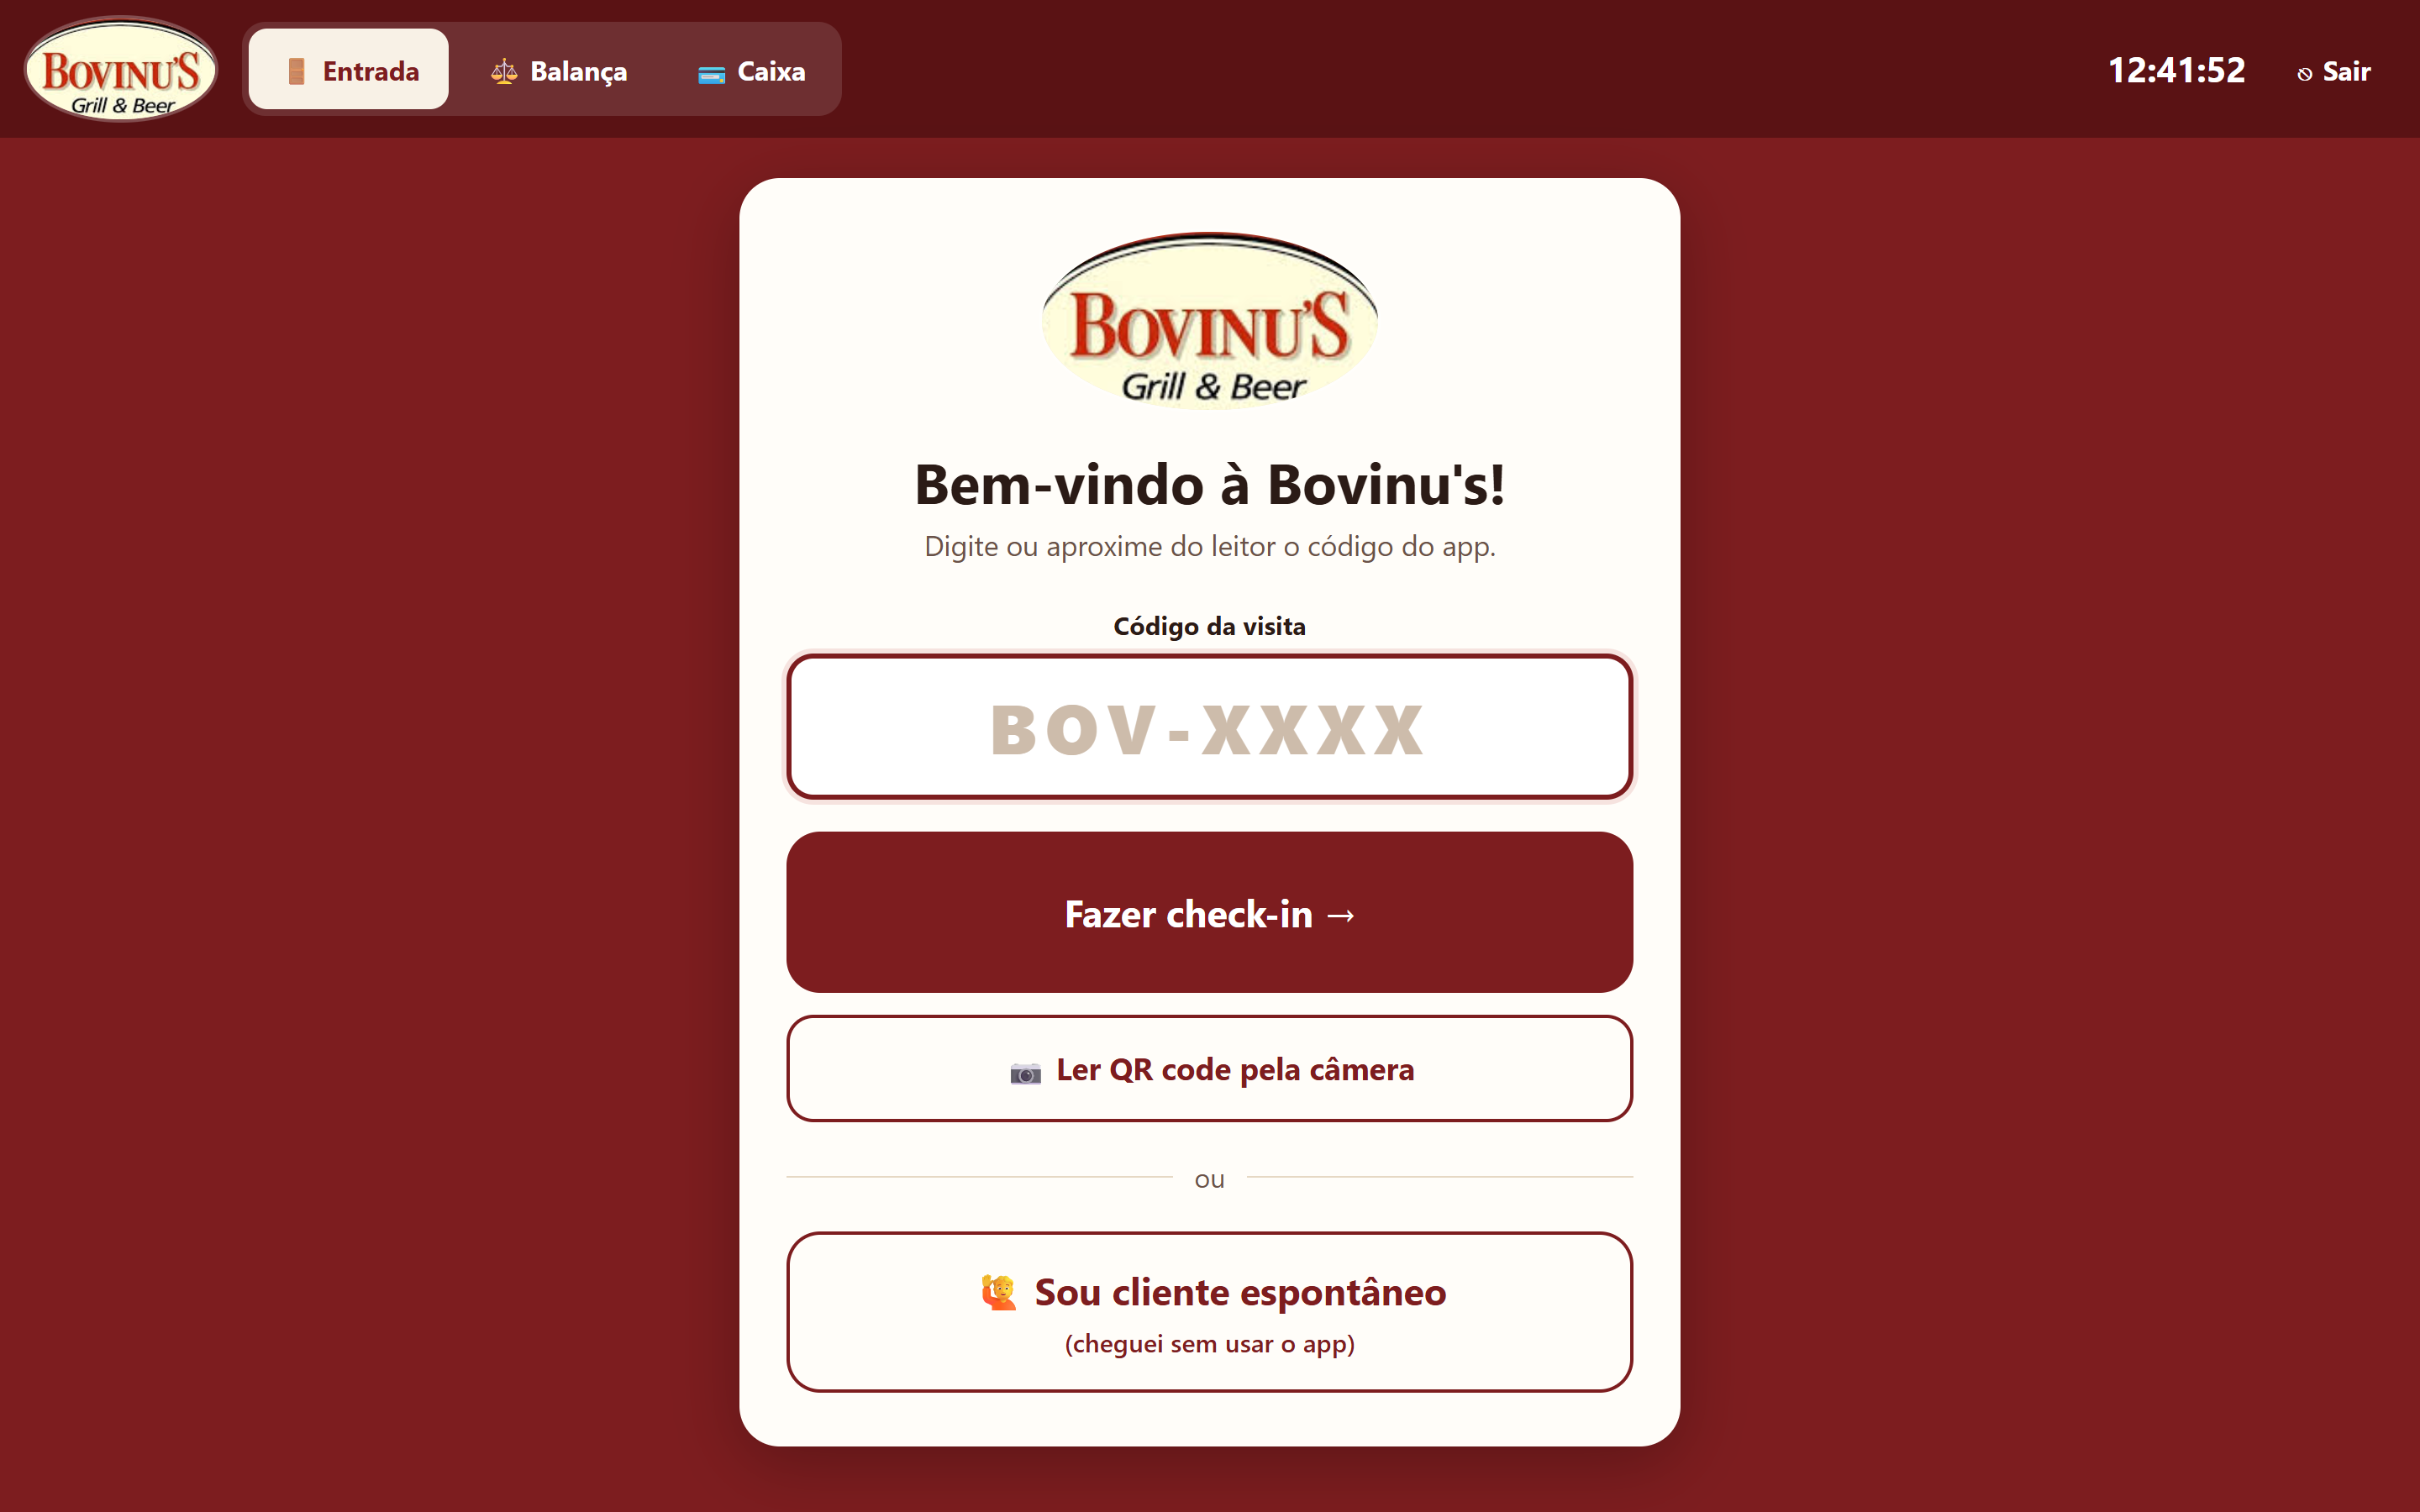 BOVINU'S
Grill & Beer
Entrada
Balança
Caixa
12:41:52
Sair
BOVINU'S
Grill & Beer
Bem-vindo à Bovinu's!
Digite ou aproxime do leitor o código do app.
Código da visita
BOV-XXXX
Fazer check-in →
Ler QR code pela câmera
ou
Sou cliente espontâneo
(cheguei sem usar o app)